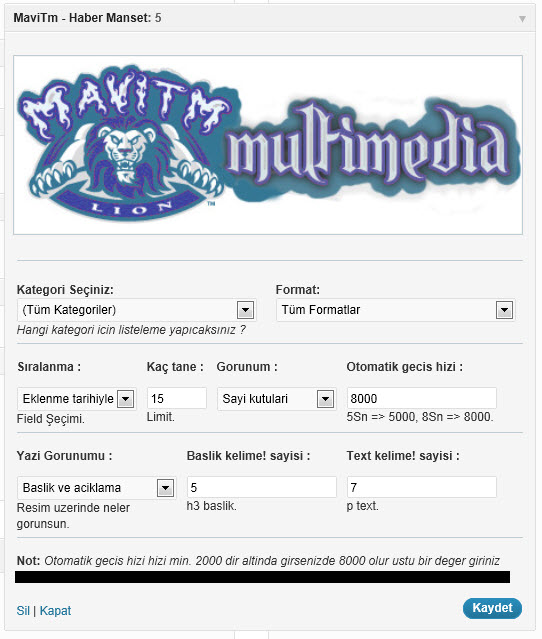 MaviTm - Haber Manset: 5
MAVITM
multimedia
LION
TM
Kategori Seçiniz: Format:
(Tüm Kategoriler) Tüm Formatlar
Hangi kategori icin listeleme yapıcaksınız ?
Sıralanma : Kaç tane : Gorunum : Otomatik gecis hizi :
Eklenme tarihiyle 15 Sayi kutulari 8000
Field Şeçimi. Limit. 5Sn => 5000, 8Sn => 8000.
Yazi Gorunumu : Baslik kelime! sayisi : Text kelime! sayisi :
Baslik ve aciklama 5 7
Resim uzerinde neler h3 baslik. p text.
gorunsun.
Not: Otomatik gecis hizi hizi min. 2000 dir altinda girsenizde 8000 olur ustu bir deger giriniz
Sil | Kapat Kaydet